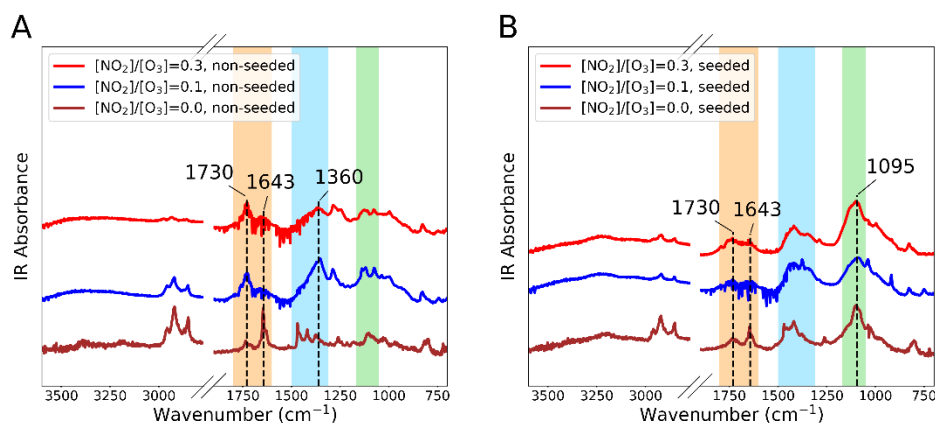 A
[NO₂]/[O₃]=0.3, non-seeded
[NO₂]/[O₃]=0.1, non-seeded
[NO₂]/[O₃]=0.0, non-seeded
1730
1643
1360
IR Absorbance
3500
3000
1750
1500
1250
1000
750
Wavenumber (cm⁻¹)
B
[NO₂]/[O₃]=0.3, seeded
[NO₂]/[O₃]=0.1, seeded
[NO₂]/[O₃]=0.0, seeded
1095
1730
1643
IR Absorbance
3500
3000
1750
1500
1250
1000
750
Wavenumber (cm⁻¹)